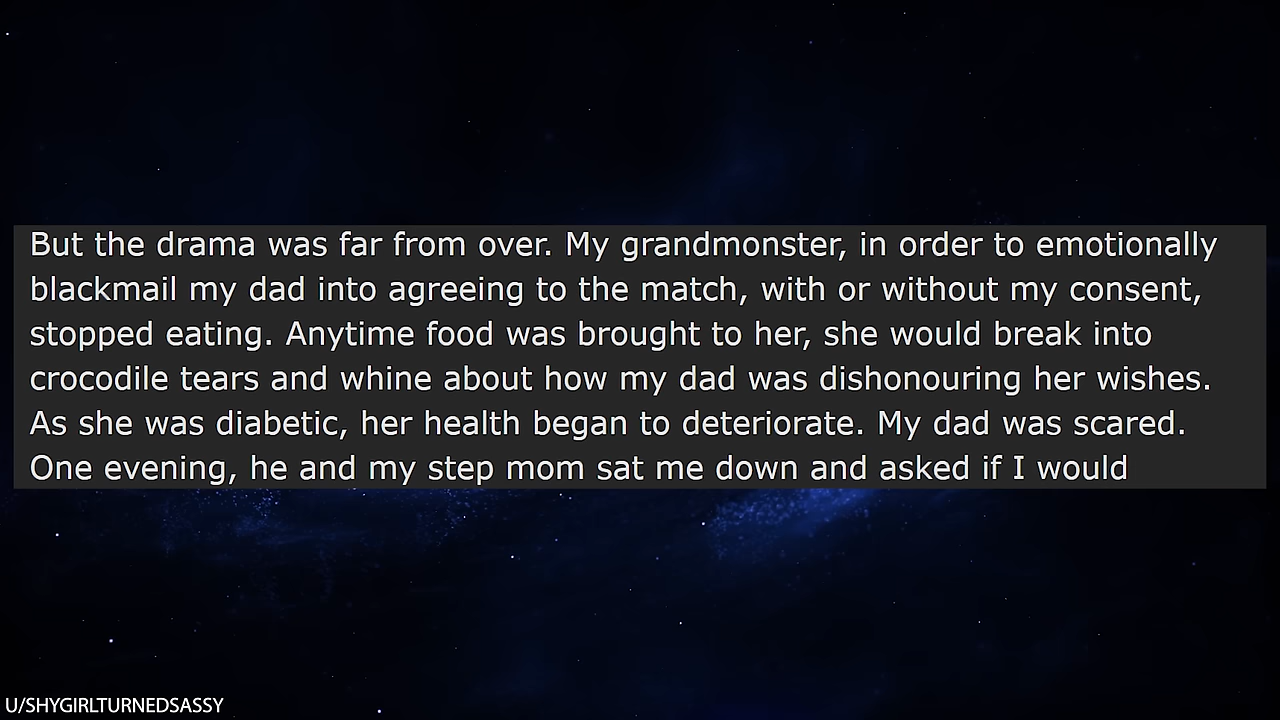 But the drama was far from over. My grandmonster, in order to emotionally
blackmail my dad into agreeing to the match, with or without my consent,
stopped eating. Anytime food was brought to her, she would break into
crocodile tears and whine about how my dad was dishonouring her wishes.
As she was diabetic, her health began to deteriorate. My dad was scared.
One evening, he and my step mom sat me down and asked if I would
U/SHYGIRLTURNEDSASSY